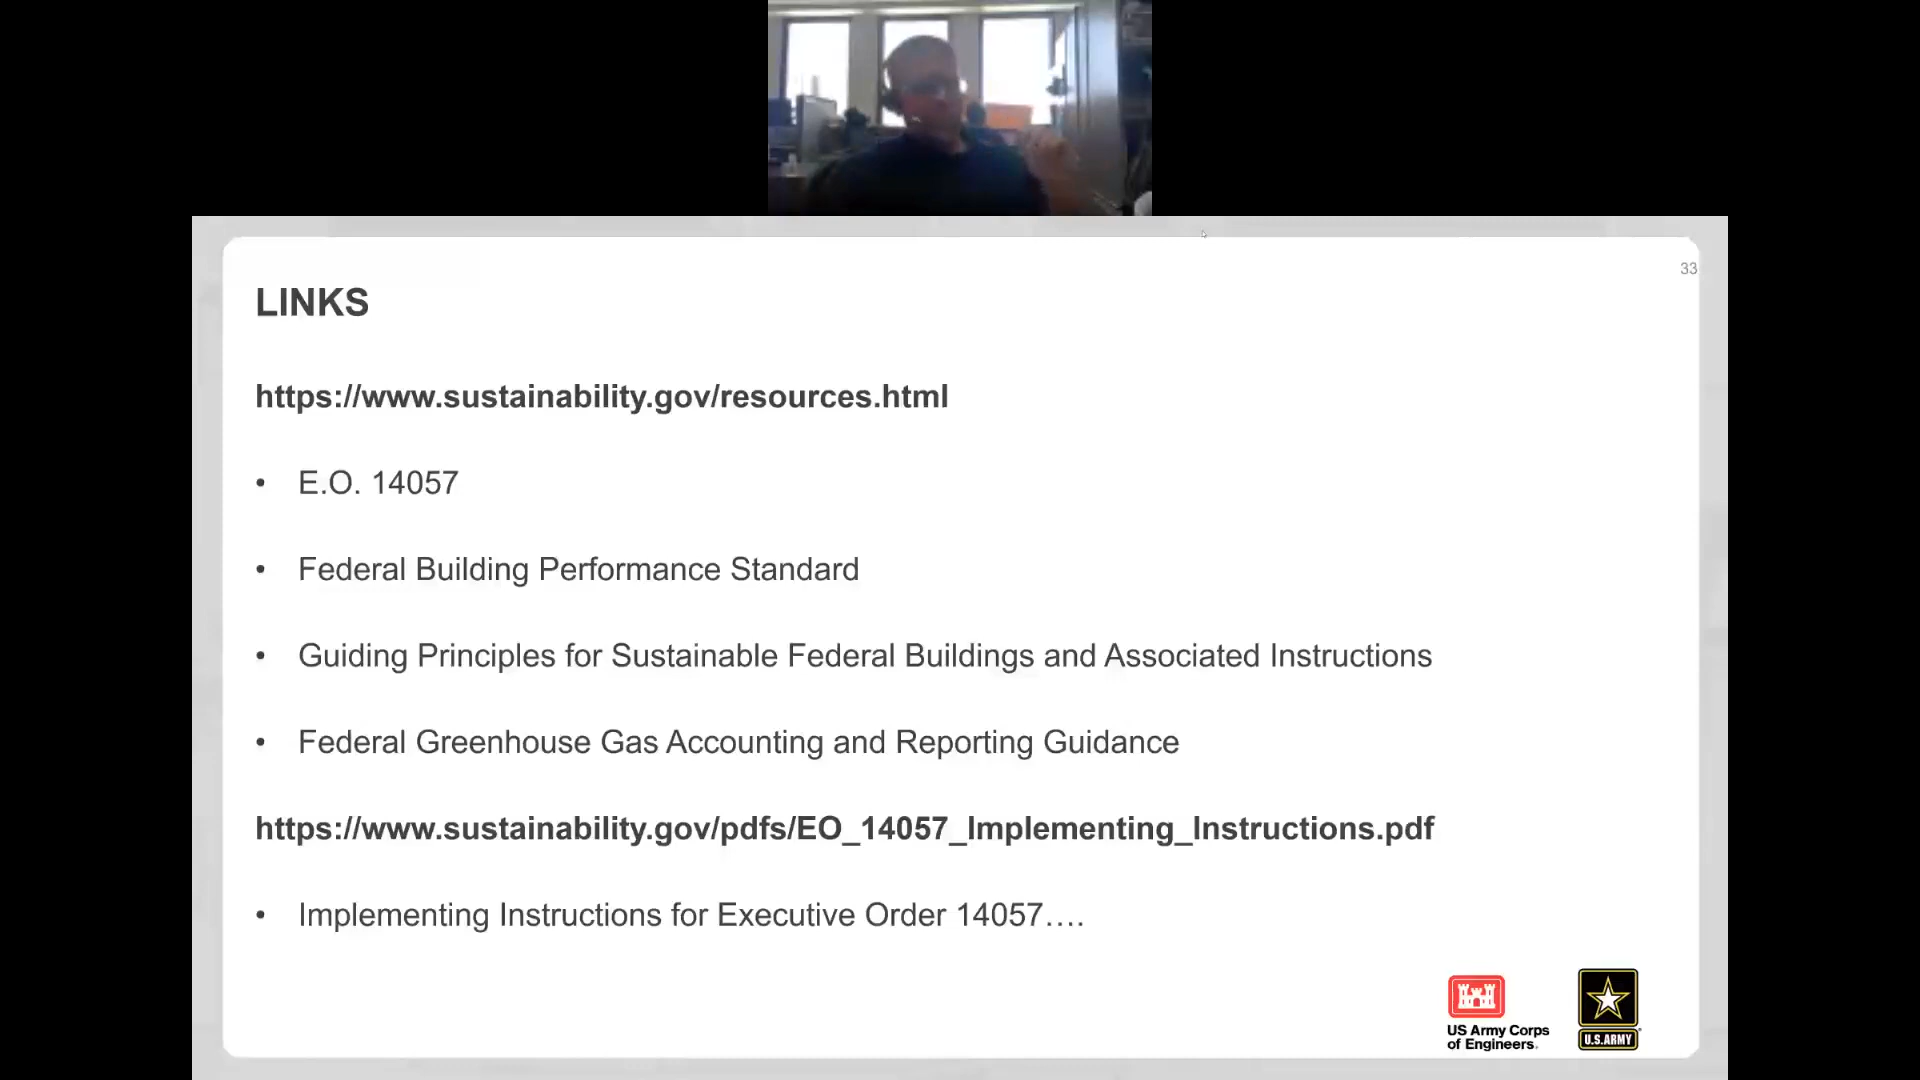 33
LINKS
https://www.sustainability.gov/resources.html
• E.O. 14057
• Federal Building Performance Standard
• Guiding Principles for Sustainable Federal Buildings and Associated Instructions
• Federal Greenhouse Gas Accounting and Reporting Guidance
https://www.sustainability.gov/pdfs/EO_14057_Implementing_Instructions.pdf
• Implementing Instructions for Executive Order 14057….
US Army Corps
of Engeneers.
U.S.ARMY